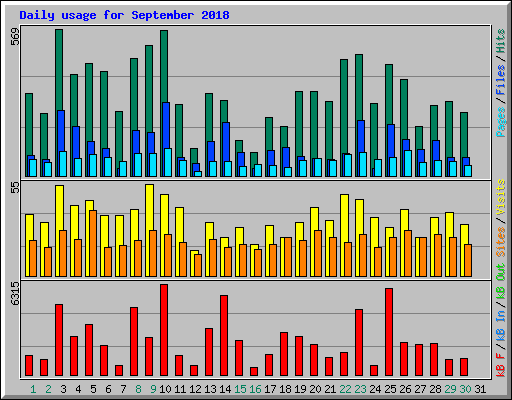 Daily usage for September 2018
569
Pages / Files / Hits
55
Sites / Visits
6315
kB F / kB In / kB Out
1 2 3 4 5 6 7 8 9 10 11 12 13 14 15 16 17 18 19 20 21 22 23 24 25 26 27 28 29 30 31